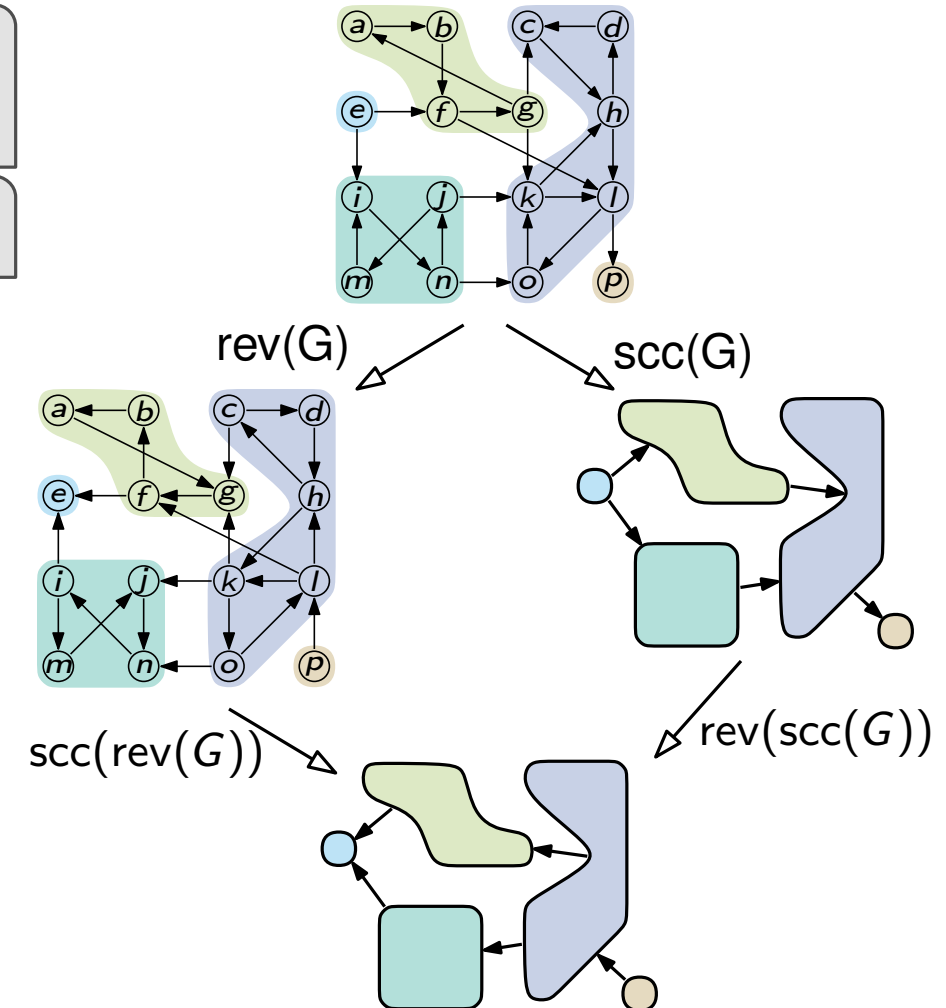 a b c d
e f g h
i j k l
m n o p
rev(G)
scc(G)
a b c d
e f g h
i j k l
m n o p
scc(rev(G))
rev(scc(G))